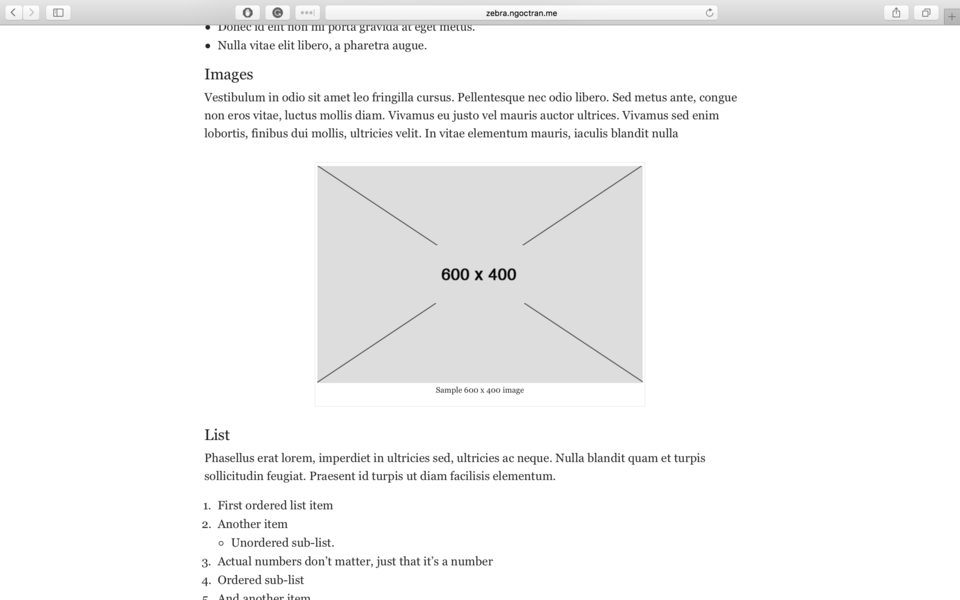 zebra.ngoctran.me
Donec id elit non mi porta gravida at eget metus.
Nulla vitae elit libero, a pharetra augue.
Images
Vestibulum in odio sit amet leo fringilla cursus. Pellentesque nec odio libero. Sed metus ante, congue
non eros vitae, luctus mollis diam. Vivamus eu justo vel mauris auctor ultrices. Vivamus sed enim
lobortis, finibus dui mollis, ultricies velit. In vitae elementum mauris, iaculis blandit nulla
600 x 400
Sample 600 x 400 image
List
Phasellus erat lorem, imperdiet in ultricies sed, ultricies ac neque. Nulla blandit quam et turpis
sollicitudin feugiat. Praesent id turpis ut diam facilisis elementum.
1. First ordered list item
2. Another item
Unordered sub-list.
3. Actual numbers don't matter, just that it's a number
4. Ordered sub-list
5. And another item.